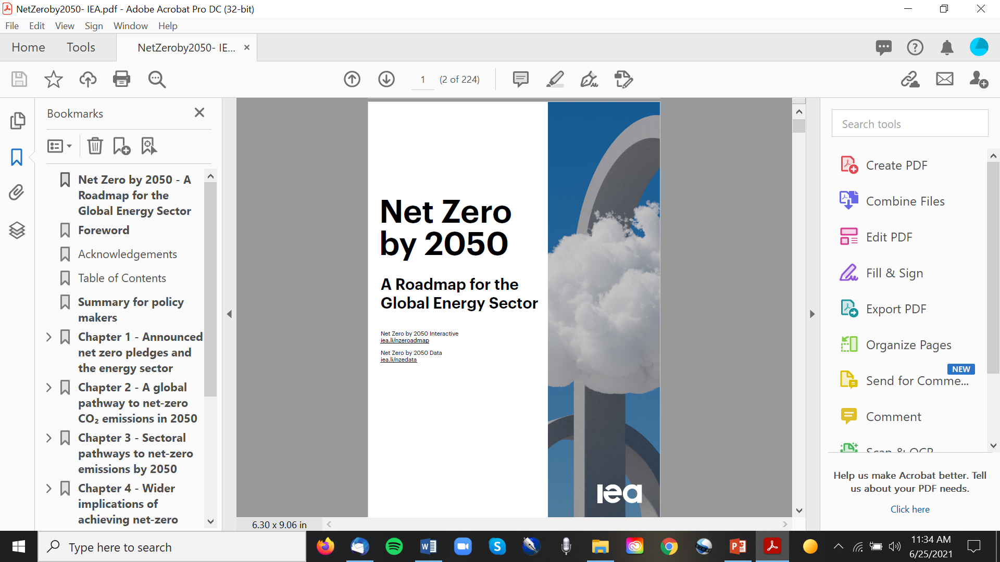 NetZeroby2050- IEA.pdf - Adobe Acrobat Pro DC (32-bit)
File Edit View Sign Window Help
Home Tools NetZeroby2050- IE...
1 (2 of 224)
Bookmarks
Net Zero by 2050 - A
Roadmap for the
Global Energy Sector
Foreword
Acknowledgements
Table of Contents
Summary for policy
makers
Chapter 1 - Announced
net zero pledges and
the energy sector
Chapter 2 - A global
pathway to net-zero
CO₂ emissions in 2050
Chapter 3 - Sectoral
pathways to net-zero
emissions by 2050
Chapter 4 - Wider
implications of
achieving net-zero
Net Zero
by 2050
A Roadmap for the
Global Energy Sector
Net Zero by 2050 Interactive
iea.li/nzeroadmap
Net Zero by 2050 Data
iea.li/nzedata
iea
6.30 x 9.06 in
Search tools
Create PDF
Combine Files
Edit PDF
Fill & Sign
Export PDF
Organize Pages
NEW
Send for Comme...
Comment
Scan & OCR
Help us make Acrobat better. Tell
us about your PDF needs.
Click here
Type here to search
11:34 AM
6/25/2021